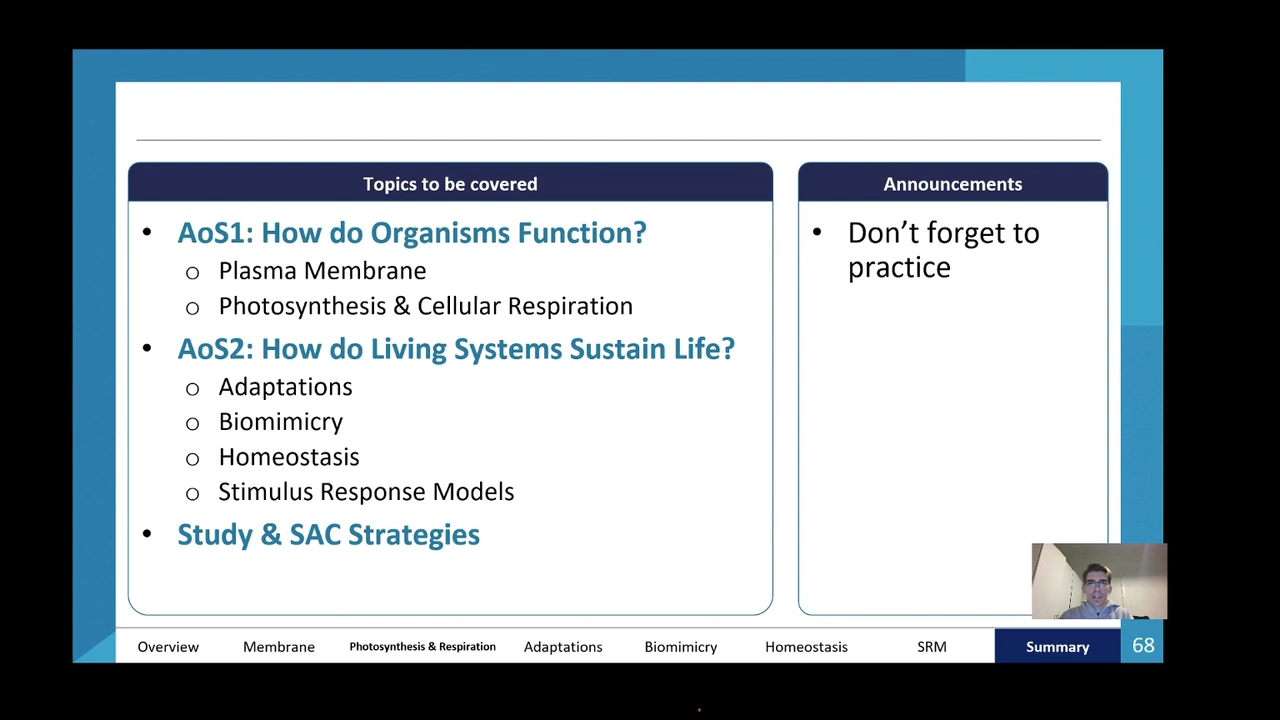 Topics to be covered
• AoS1: How do Organisms Function?
o Plasma Membrane
o Photosynthesis & Cellular Respiration
• AoS2: How do Living Systems Sustain Life?
o Adaptations
o Biomimicry
o Homeostasis
o Stimulus Response Models
• Study & SAC Strategies
Announcements
• Don’t forget to
practice
Overview Membrane Photosynthesis & Respiration Adaptations Biomimicry Homeostasis SRM Summary 68